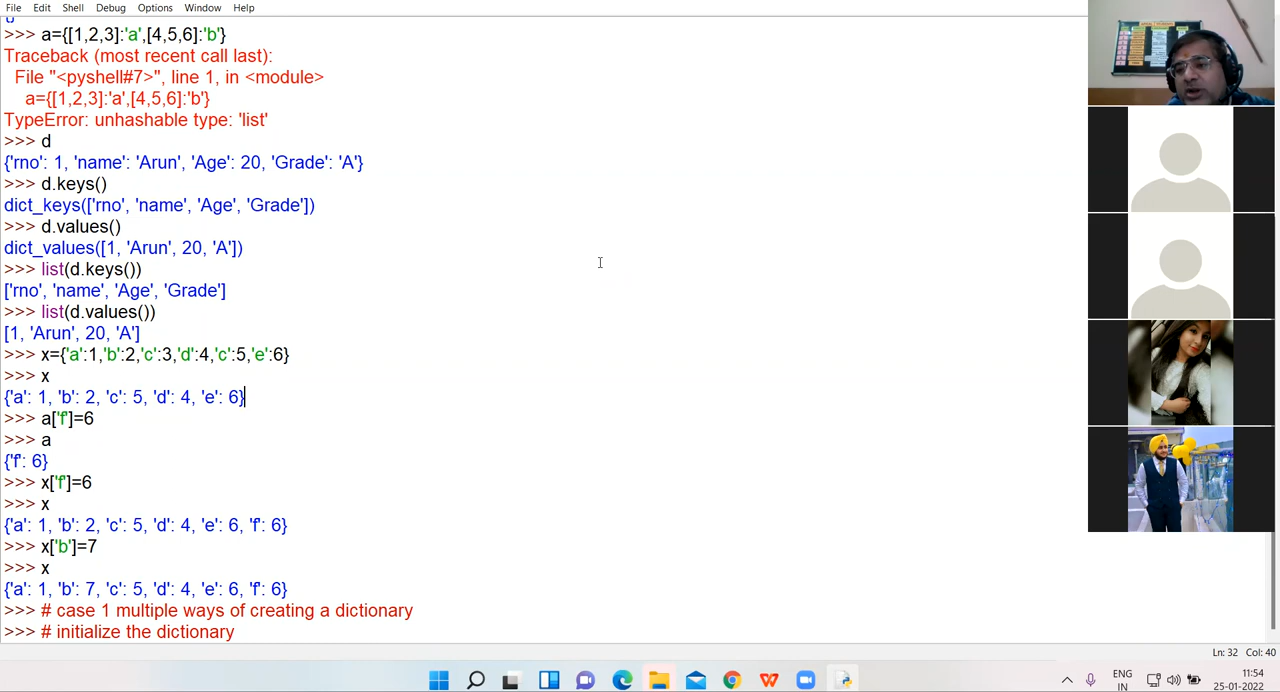 File Edit Shell Debug Options Window Help
{}
>>> a={[1,2,3]:'a',[4,5,6]:'b'}
Traceback (most recent call last):
  File "<pyshell#7>", line 1, in <module>
    a={[1,2,3]:'a',[4,5,6]:'b'}
TypeError: unhashable type: 'list'
>>> d
{'rno': 1, 'name': 'Arun', 'Age': 20, 'Grade': 'A'}
>>> d.keys()
dict_keys(['rno', 'name', 'Age', 'Grade'])
>>> d.values()
dict_values([1, 'Arun', 20, 'A'])
>>> list(d.keys())
['rno', 'name', 'Age', 'Grade']
>>> list(d.values())
[1, 'Arun', 20, 'A']
>>> x={'a':1,'b':2,'c':3,'d':4,'c':5,'e':6}
>>> x
{'a': 1, 'b': 2, 'c': 5, 'd': 4, 'e': 6}
>>> a['f']=6
>>> a
{'f': 6}
>>> x['f']=6
>>> x
{'a': 1, 'b': 2, 'c': 5, 'd': 4, 'e': 6, 'f': 6}
>>> x['b']=7
>>> x
{'a': 1, 'b': 7, 'c': 5, 'd': 4, 'e': 6, 'f': 6}
>>> # case 1 multiple ways of creating a dictionary
>>> # initialize the dictionary
Ln: 32 Col: 40
ENG
IN
11:54
25-01-2022